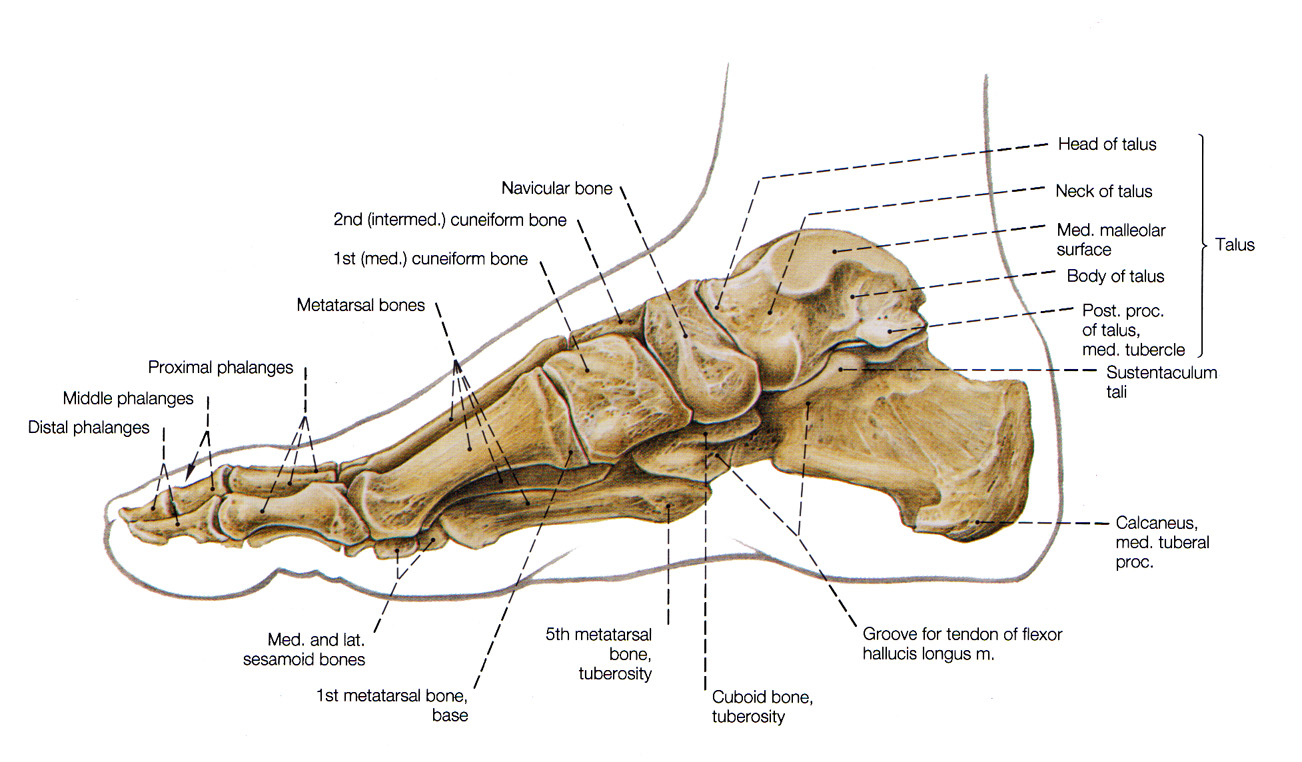 Head of talus
Neck of talus
Med. malleolar
surface
Body of talus
Post. proc.
of talus,
med. tubercle
Talus
Sustentaculum
tali
Navicular bone
2nd (intermed.) cuneiform bone
1st (med.) cuneiform bone
Metatarsal bones
Proximal phalanges
Middle phalanges
Distal phalanges
Calcaneus,
med. tuberal
proc.
Med. and lat.
sesamoid bones
1st metatarsal bone,
base
5th metatarsal
bone,
tuberosity
Cuboid bone,
tuberosity
Groove for tendon of flexor
hallucis longus m.